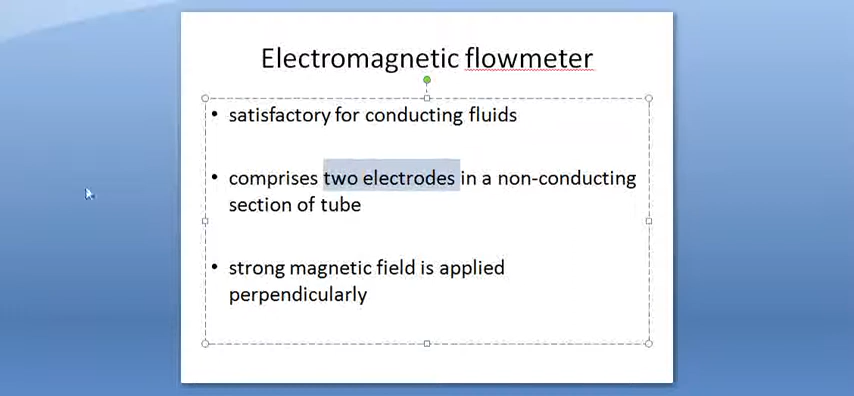 Electromagnetic flowmeter
• satisfactory for conducting fluids
• comprises two electrodes in a non-conducting
section of tube
• strong magnetic field is applied
perpendicularly